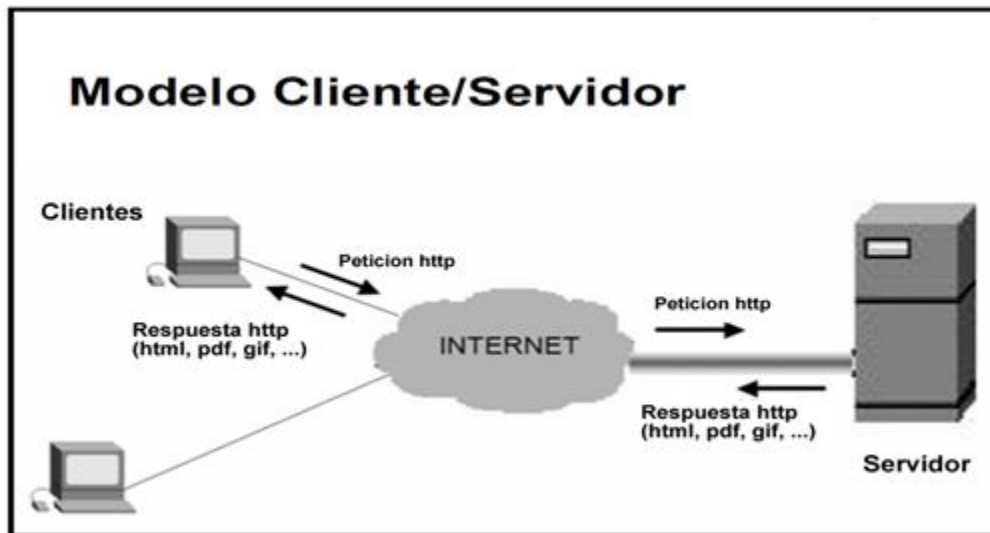 Modelo Cliente/Servidor
Clientes
Peticion http
Respuesta http
(html, pdf, gif, ...)
INTERNET
Peticion http
Respuesta http
(html, pdf, gif, ...)
Servidor